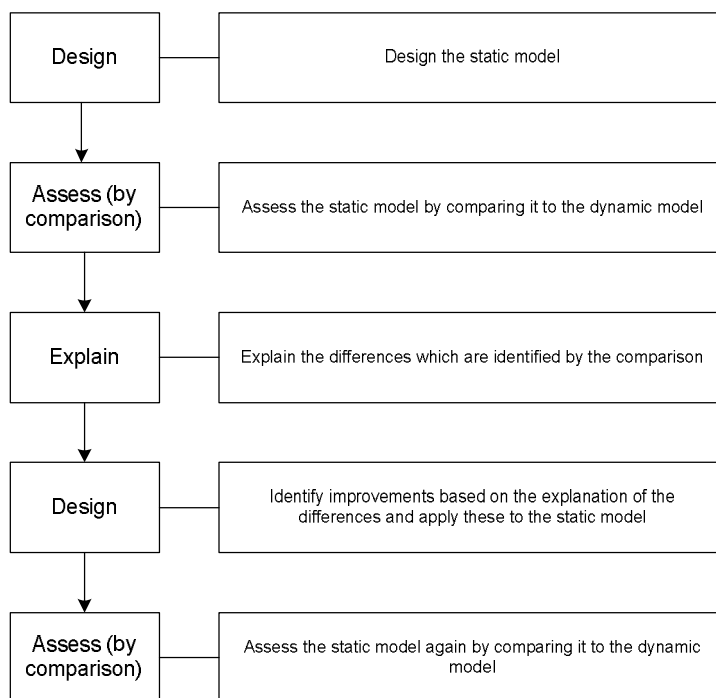 Design
Design the static model
Assess (by
comparison)
Assess the static model by comparing it to the dynamic model
Explain
Explain the differences which are identified by the comparison
Design
Identify improvements based on the explanation of the
differences and apply these to the static model
Assess (by
comparison)
Assess the static model again by comparing it to the dynamic
model